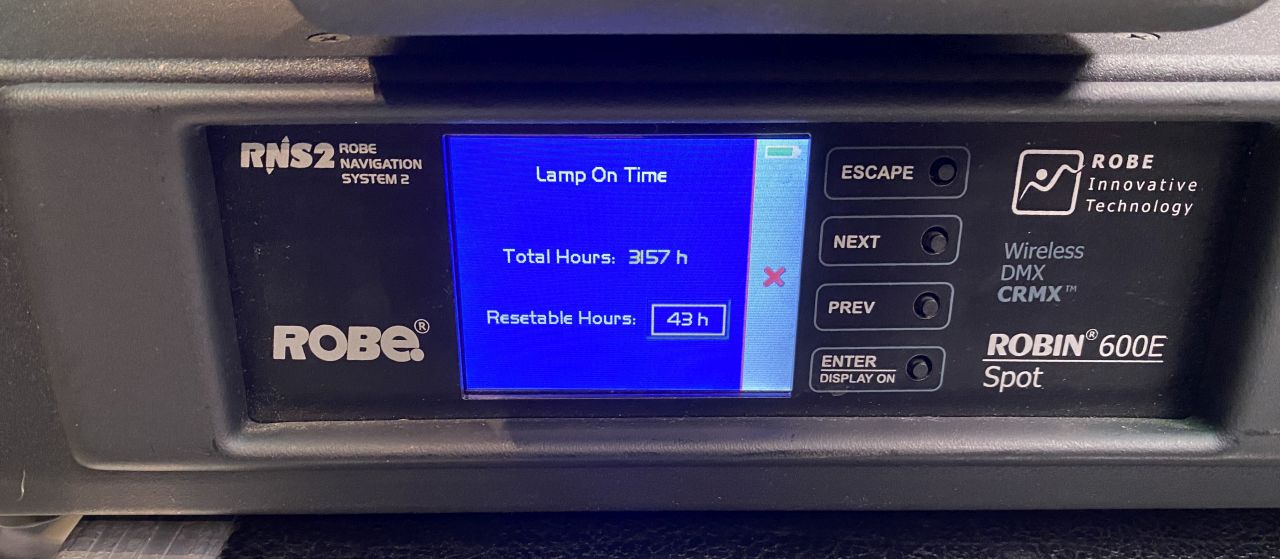 RNS2 ROBE
NAVIGATION
SYSTEM 2
ROBE®
Lamp On Time
Total Hours: 3157 h
Resetable Hours: 43 h
ESCAPE
NEXT
PREV
ENTER
DISPLAY ON
ROBE
Innovative
Technology
Wireless
DMX
CRMX™
ROBIN® 600E
Spot